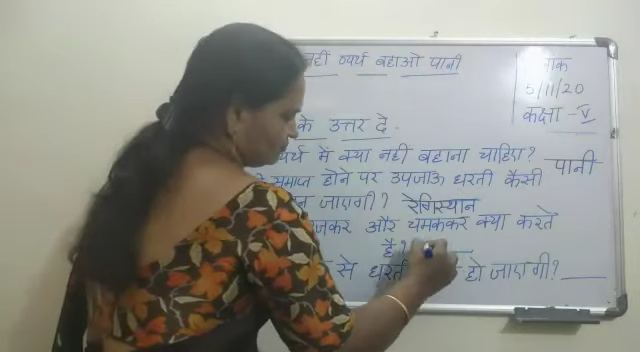 नहीं व्यर्थ बहाओ पानी
5/11/20
कक्षा - V
के उत्तर दे.
व्यर्थ में क्या नहीं बहाना चाहिए? पानी
समाप्त होने पर उपजाऊ धरती कैसी
जाएगी? रेगिस्थान
और चमककर क्या करते
है?
से धरती हो जाएगी?